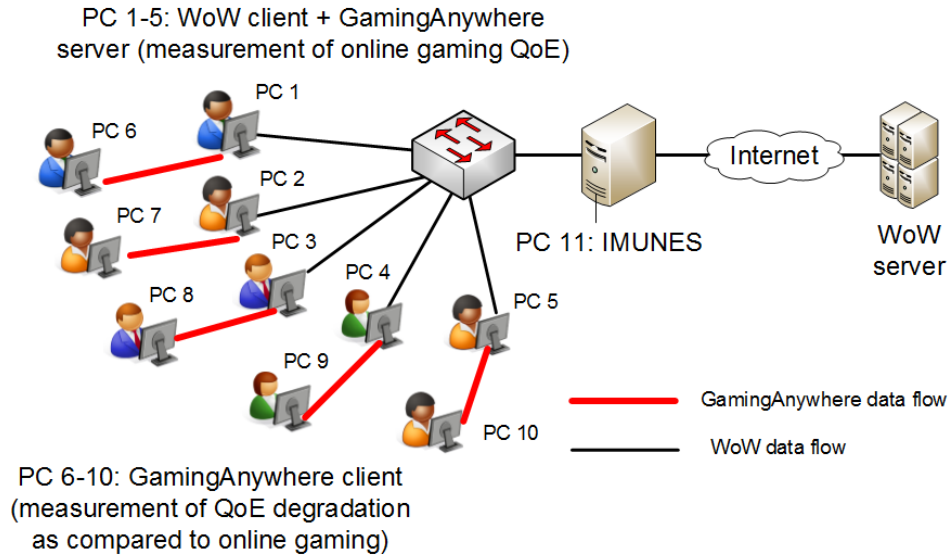 PC 1-5: WoW client + GamingAnywhere
server (measurement of online gaming QoE)
PC 1
PC 6
PC 2
PC 7
PC 3
PC 4
PC 8
PC 5
PC 9
PC 10
Internet
PC 11: IMUNES
WoW
server
GamingAnywhere data flow
WoW data flow
PC 6-10: GamingAnywhere client
(measurement of QoE degradation
as compared to online gaming)